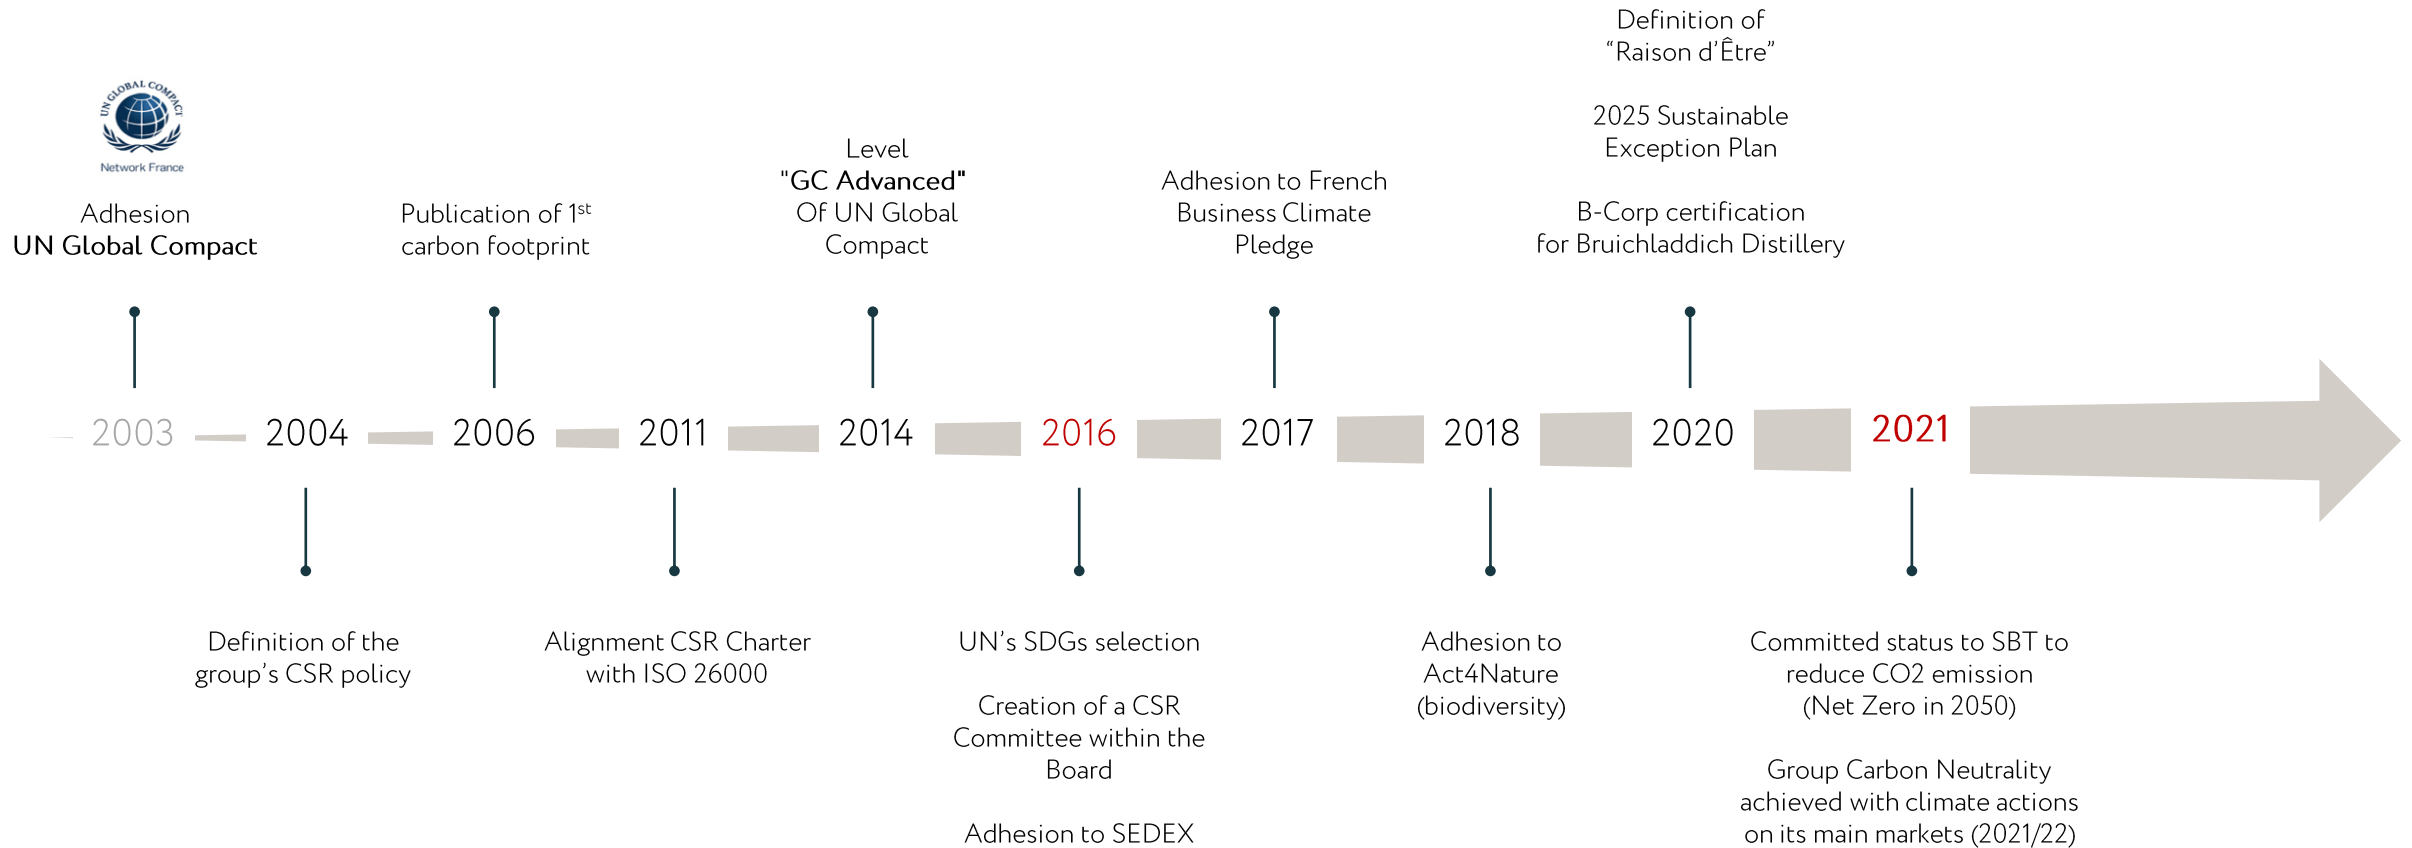 UN GLOBAL COMPACT
Network France
Adhesion
UN Global Compact
2003
2004
Definition of the
group's CSR policy
Publication of 1st
carbon footprint
2006
2011
Alignment CSR Charter
with ISO 26000
Level
"GC Advanced"
Of UN Global
Compact
2014
2016
UN’s SDGs selection
Creation of a CSR
Committee within the
Board
Adhesion to SEDEX
Adhesion to French
Business Climate
Pledge
2017
2018
Adhesion to
Act4Nature
(biodiversity)
Definition of
“Raison d’Être”
2025 Sustainable
Exception Plan
B-Corp certification
for Bruichladdich Distillery
2020
2021
Committed status to SBT to
reduce CO2 emission
(Net Zero in 2050)
Group Carbon Neutrality
achieved with climate actions
on its main markets (2021/22)